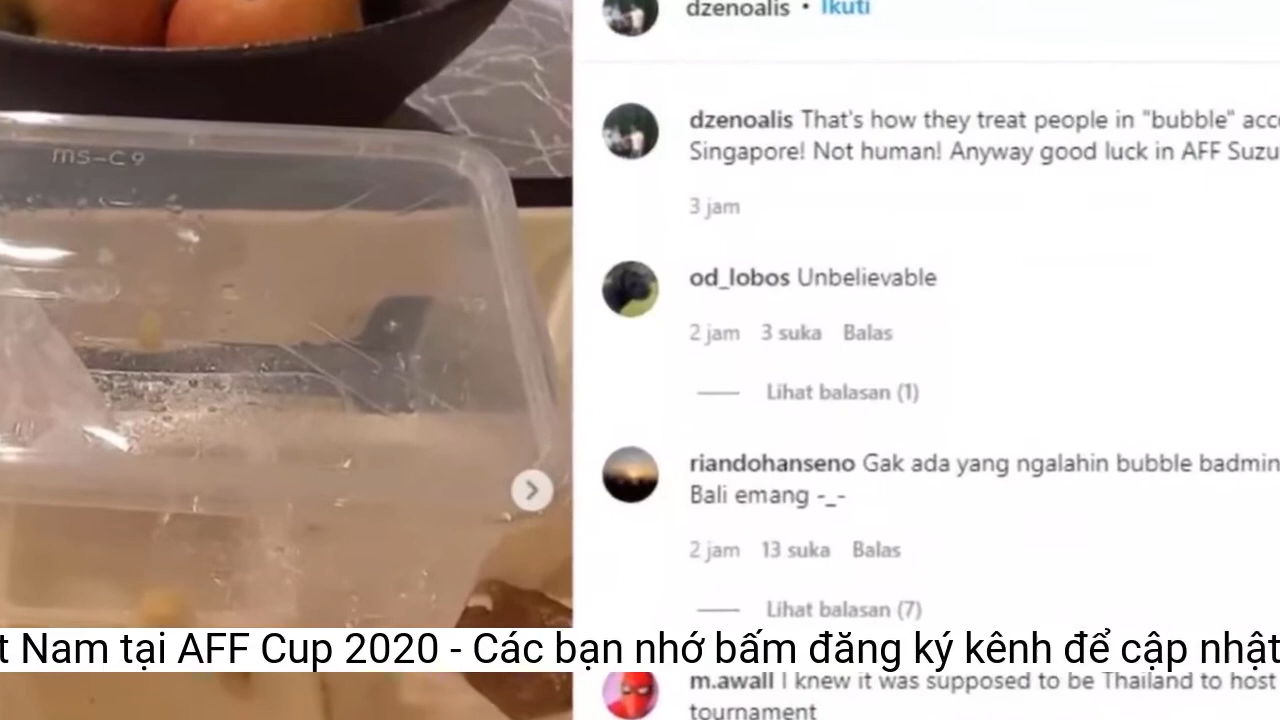 dzenoalis • Ikuti
ms-c9
dzenoalis That's how they treat people in "bubble"
Singapore! Not human! Anyway good luck in AFF
3 jam
od_lobos Unbelievable
2 jam 3 suka Balas
Lihat balasan (1)
riandohanseno Gak ada yang ngalahin bubble
Bali emang -_-
2 jam 13 suka Balas
Lihat balasan (7)
Nam tại AFF Cup 2020 - Các bạn nhớ bấm đăng ký kênh để cập nhật
m.awall I knew it was supposed to be Thailand to host
tournament